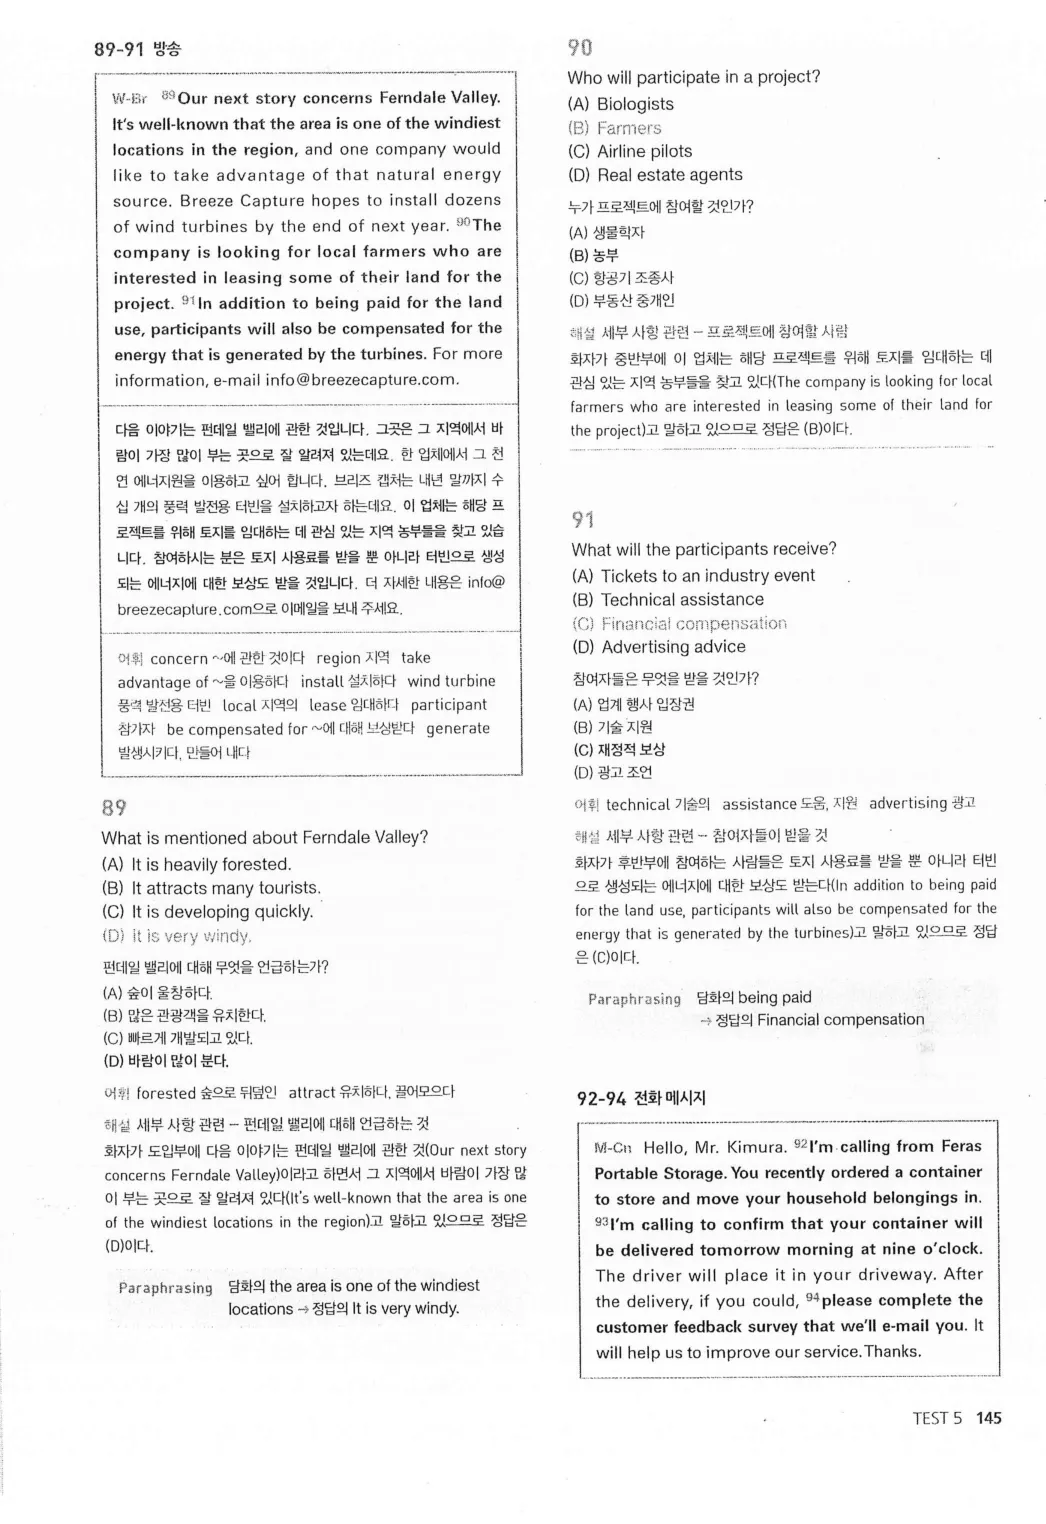 89-91 방송
W-Br 89Our next story concerns Ferndale Valley.
It's well-known that the area is one of the windiest
locations in the region, and one company would
like to take advantage of that natural energy
source. Breeze Capture hopes to install dozens
of wind turbines by the end of next year. 90The
company is looking for local farmers who are
interested in leasing some of their land for the
project. 91In addition to being paid for the land
use, participants will also be compensated for the
energy that is generated by the turbines. For more
information, e-mail info@breezecapture.com.
다음 이야기는 펀데일 밸리에 관한 것입니다. 그곳은 그 지역에서 바
람이 가장 많이 부는 곳으로 잘 알려져 있는데요. 한 업체에서 그 천
연 에너지원을 이용하고 싶어 합니다. 브리즈 캡처는 내년 말까지 수
십 개의 풍력 발전용 터빈을 설치하고자 하는데요. 이 업체는 해당 프
로젝트를 위해 토지를 임대하는 데 관심 있는 지역 농부들을 찾고 있습
니다. 참여하시는 분은 토지 사용료를 받을 뿐 아니라 터빈으로 생성
되는 에너지에 대한 보상도 받을 것입니다. 더 자세한 내용은 info@
breezecapture.com으로 이메일을 보내 주세요.
어휘 concern ~에 관한 것이다 region 지역 take
advantage of ~을 이용하다 install 설치하다 wind turbine
풍력 발전용 터빈 local 지역의 lease 임대하다 participant
참가자 be compensated for ~에 대해 보상받다 generate
발생시키다, 만들어 내다
89
What is mentioned about Ferndale Valley?
(A) It is heavily forested.
(B) It attracts many tourists.
(C) It is developing quickly.
(D) It is very windy.
펀데일 밸리에 대해 무엇을 언급하는가?
(A) 숲이 울창하다.
(B) 많은 관광객을 유치한다.
(C) 빠르게 개발되고 있다.
(D) 바람이 많이 분다.
어휘 forested 숲으로 뒤덮인 attract 유치하다, 끌어모으다
해설 세부 사항 관련 – 펀데일 밸리에 대해 언급하는 것
화자가 도입부에 다음 이야기는 펀데일 밸리에 관한 것(Our next story
concerns Ferndale Valley)이라고 하면서 그 지역에서 바람이 가장 많
이 부는 곳으로 잘 알려져 있다(It's well-known that the area is one
of the windiest locations in the region)고 말하고 있으므로 정답은
(D)이다.
Paraphrasing 담화의 the area is one of the windiest
locations → 정답의 It is very windy.
90
Who will participate in a project?
(A) Biologists
(B) Farmers
(C) Airline pilots
(D) Real estate agents
누가 프로젝트에 참여할 것인가?
(A) 생물학자
(B) 농부
(C) 항공기 조종사
(D) 부동산 중개인
해설 세부 사항 관련 – 프로젝트에 참여할 사람
화자가 중반부에 이 업체는 해당 프로젝트를 위해 토지를 임대하는 데
관심 있는 지역 농부들을 찾고 있다(The company is looking for local
farmers who are interested in leasing some of their land for
the project)고 말하고 있으므로 정답은 (B)이다.
91
What will the participants receive?
(A) Tickets to an industry event
(B) Technical assistance
(C) Financial compensation
(D) Advertising advice
참여자들은 무엇을 받을 것인가?
(A) 업계 행사 입장권
(B) 기술 지원
(C) 재정적 보상
(D) 광고 조언
어휘 technical 기술의 assistance 도움, 지원 advertising 광고
해설 세부 사항 관련 – 참여자들이 받을 것
화자가 후반부에 참여하는 사람들은 토지 사용료를 받을 뿐 아니라 터빈
으로 생성되는 에너지에 대한 보상도 받는다(In addition to being paid
for the land use, participants will also be compensated for the
energy that is generated by the turbines)고 말하고 있으므로 정답
은 (C)이다.
Paraphrasing 담화의 being paid
→ 정답의 Financial compensation
92-94 전화 메시지
M-Cn Hello, Mr. Kimura. 92I'm calling from Feras
Portable Storage. You recently ordered a container
to store and move your household belongings in.
93I'm calling to confirm that your container will
be delivered tomorrow morning at nine o'clock.
The driver will place it in your driveway. After
the delivery, if you could, 94please complete the
customer feedback survey that we'll e-mail you. It
will help us to improve our service.Thanks.
TEST 5 145